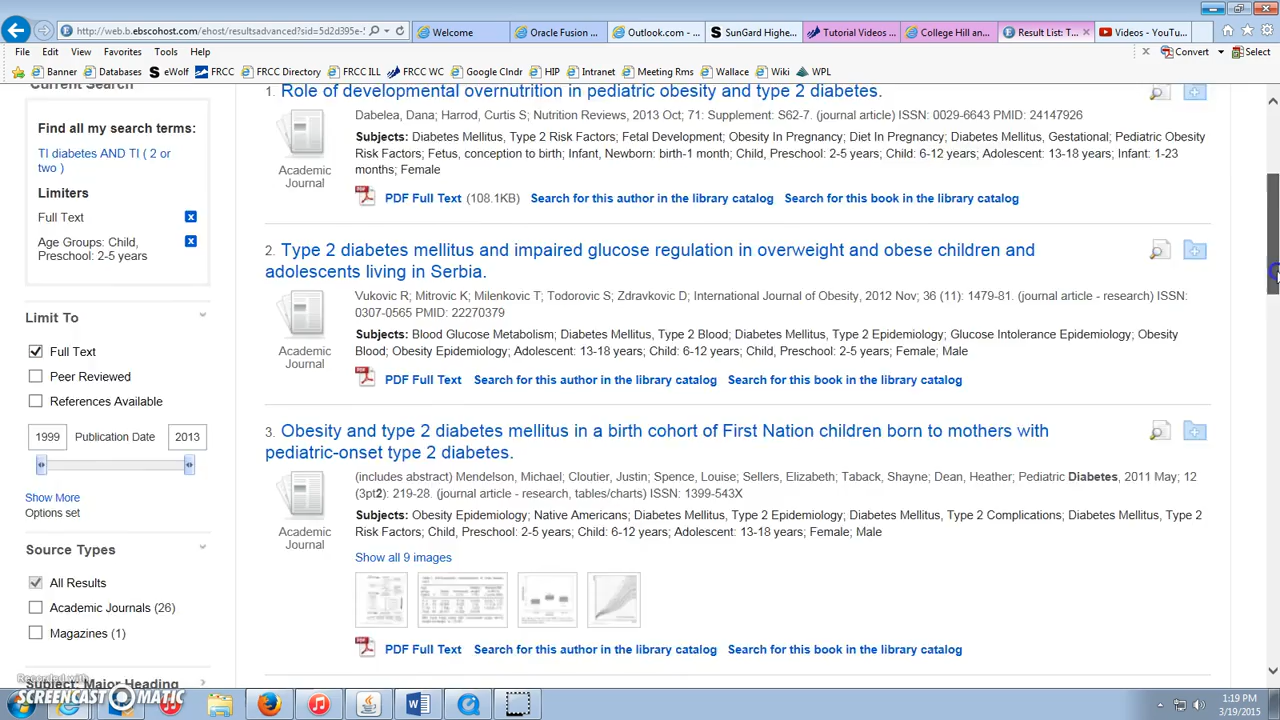 http://web.b.ebscohost.com/ehost/resultsadvanced?sid=5d2d395e-!
Welcome
Oracle Fusion ...
Outlook.com - ...
SunGard Highe...
Tutorial Videos ...
College Hill an...
Result List: T...
Videos - YouTu...
File Edit View Favorites Tools Help
Convert
Select
Banner Databases eWolf FRCC FRCC Directory FRCC ILL FRCC WC Google Clndr HIP Intranet Meeting Rms Wallace Wiki WPL
Current Search
Find all my search terms:
TI diabetes AND TI ( 2 or
two )
Limiters
Full Text
Age Groups: Child,
Preschool: 2-5 years
Limit To
Full Text
Peer Reviewed
References Available
1999 Publication Date 2013
Show More
Options set
Source Types
All Results
Academic Journals (26)
Magazines (1)
Subject: Major Heading
1. Role of developmental overnutrition in pediatric obesity and type 2 diabetes.
Dabelea, Dana; Harrod, Curtis S; Nutrition Reviews, 2013 Oct; 71: Supplement: S62-7. (journal article) ISSN: 0029-6643 PMID: 24147926
Academic
Journal
Subjects: Diabetes Mellitus, Type 2 Risk Factors; Fetal Development; Obesity In Pregnancy; Diet In Pregnancy; Diabetes Mellitus, Gestational; Pediatric Obesity
Risk Factors; Fetus, conception to birth; Infant, Newborn: birth-1 month; Child, Preschool: 2-5 years; Child: 6-12 years; Adolescent: 13-18 years; Infant: 1-23
months; Female
PDF Full Text (108.1KB) Search for this author in the library catalog Search for this book in the library catalog
2. Type 2 diabetes mellitus and impaired glucose regulation in overweight and obese children and
adolescents living in Serbia.
Vukovic R; Mitrovic K; Milenkovic T; Todorovic S; Zdravkovic D; International Journal of Obesity, 2012 Nov; 36 (11): 1479-81. (journal article - research) ISSN:
0307-0565 PMID: 22270379
Academic
Journal
Subjects: Blood Glucose Metabolism; Diabetes Mellitus, Type 2 Blood; Diabetes Mellitus, Type 2 Epidemiology; Glucose Intolerance Epidemiology; Obesity
Blood; Obesity Epidemiology; Adolescent: 13-18 years; Child: 6-12 years; Child, Preschool: 2-5 years; Female; Male
PDF Full Text Search for this author in the library catalog Search for this book in the library catalog
3. Obesity and type 2 diabetes mellitus in a birth cohort of First Nation children born to mothers with
pediatric-onset type 2 diabetes.
(includes abstract) Mendelson, Michael; Cloutier, Justin; Spence, Louise; Sellers, Elizabeth; Taback, Shayne; Dean, Heather; Pediatric Diabetes, 2011 May; 12
(3pt2): 219-28. (journal article - research, tables/charts) ISSN: 1399-543X
Academic
Journal
Subjects: Obesity Epidemiology; Native Americans; Diabetes Mellitus, Type 2 Epidemiology; Diabetes Mellitus, Type 2 Complications; Diabetes Mellitus, Type 2
Risk Factors; Child, Preschool: 2-5 years; Child: 6-12 years; Adolescent: 13-18 years; Female; Male
Show all 9 images
PDF Full Text Search for this author in the library catalog Search for this book in the library catalog
Recorded with
SCREENCAST-O-MATIC
1:19 PM
3/19/2015